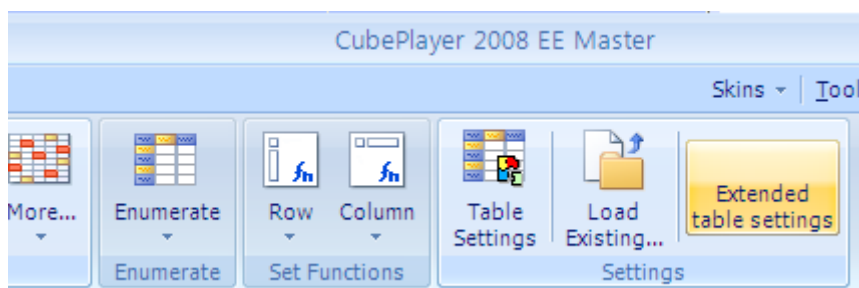 CubePlayer 2008 EE Master
Skins
Tool
More...
Enumerate
Row
Column
Table
Settings
Load
Existing...
Extended
table settings
Enumerate
Set Functions
Settings